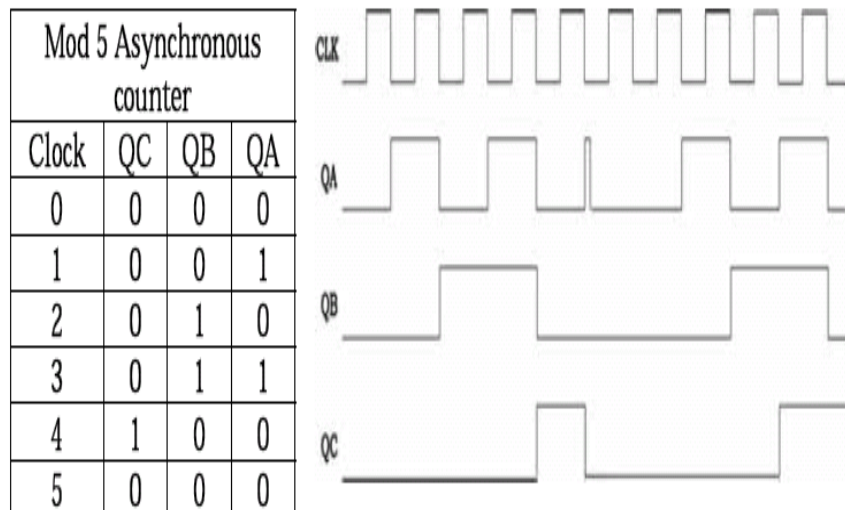 Mod 5 Asynchronous
counter
Clock QC QB QA
0 0 0 0
1 0 0 1
2 0 1 0
3 0 1 1
4 1 0 0
5 0 0 0
CLK
QA
QB
QC